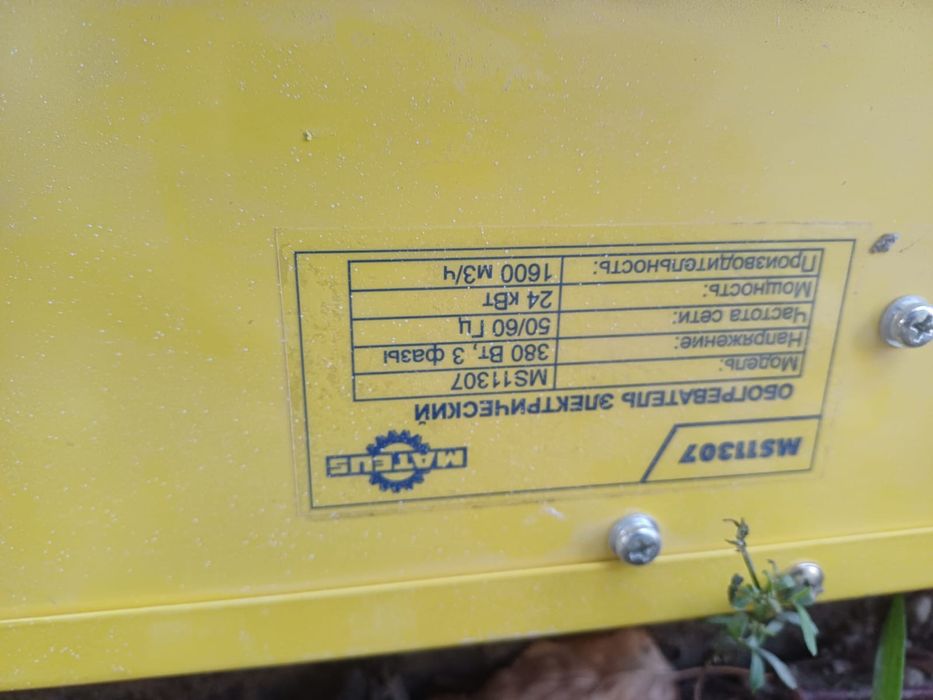 MS11307
MATEUS
ОБОГРЕВАТЕЛЬ ЭЛЕКТРИЧЕСКИЙ
Модель: MS11307
Напряжение: 380 Вт, 3 фазы
Частота сети: 50/60 Гц
Мощность: 24 кВт
Производительность: 1600 м3/ч